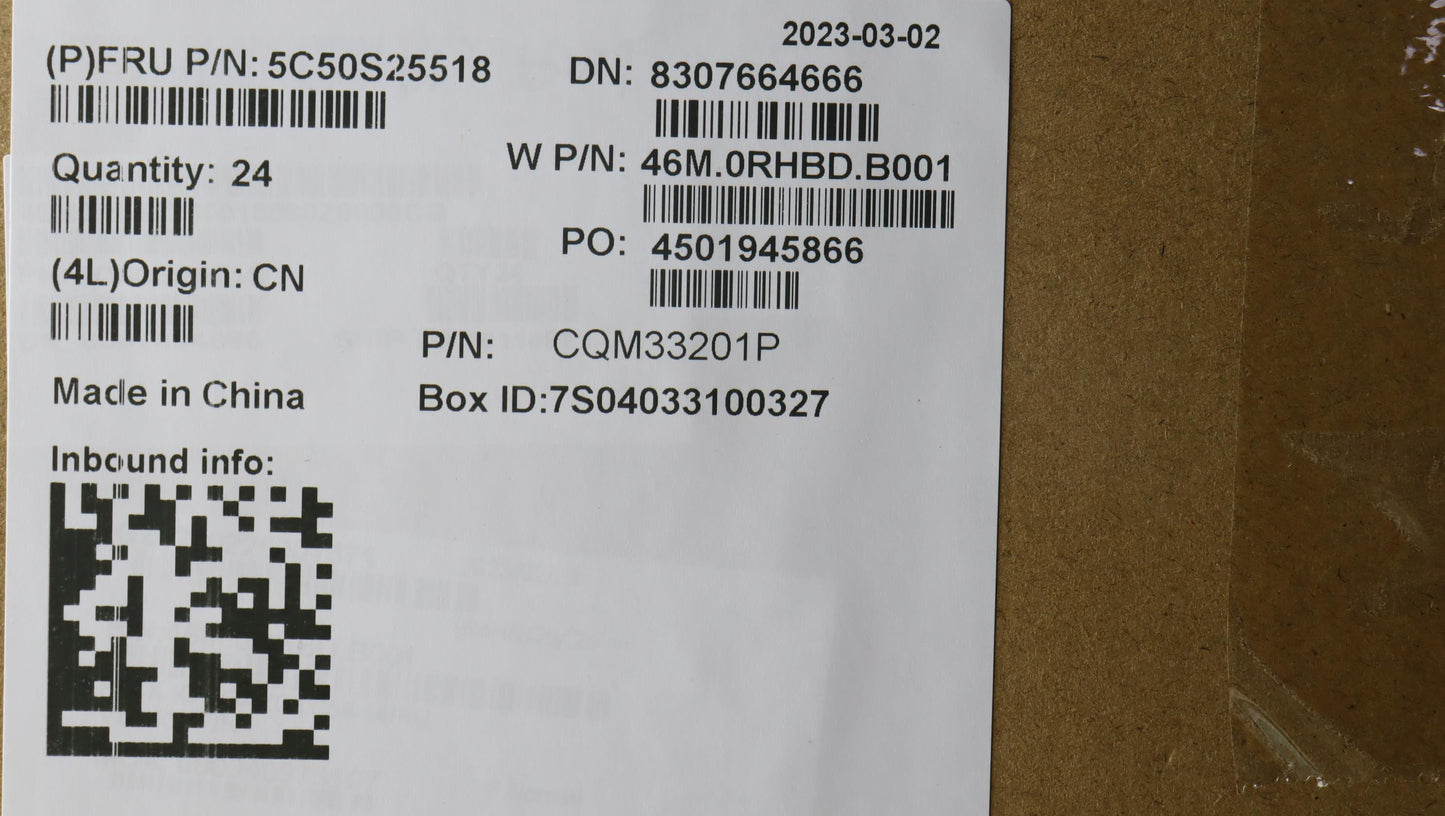 2023-03-02
(P)FRU P/N: 5C50S25518
DN: 8307664666
Quantity: 24
W P/N: 46M.0RHBD.B001
(4L)Origin: CN
PO: 4501945866
P/N: CQM33201P
Made in China
Box ID:7S04033100327
Inbound info: